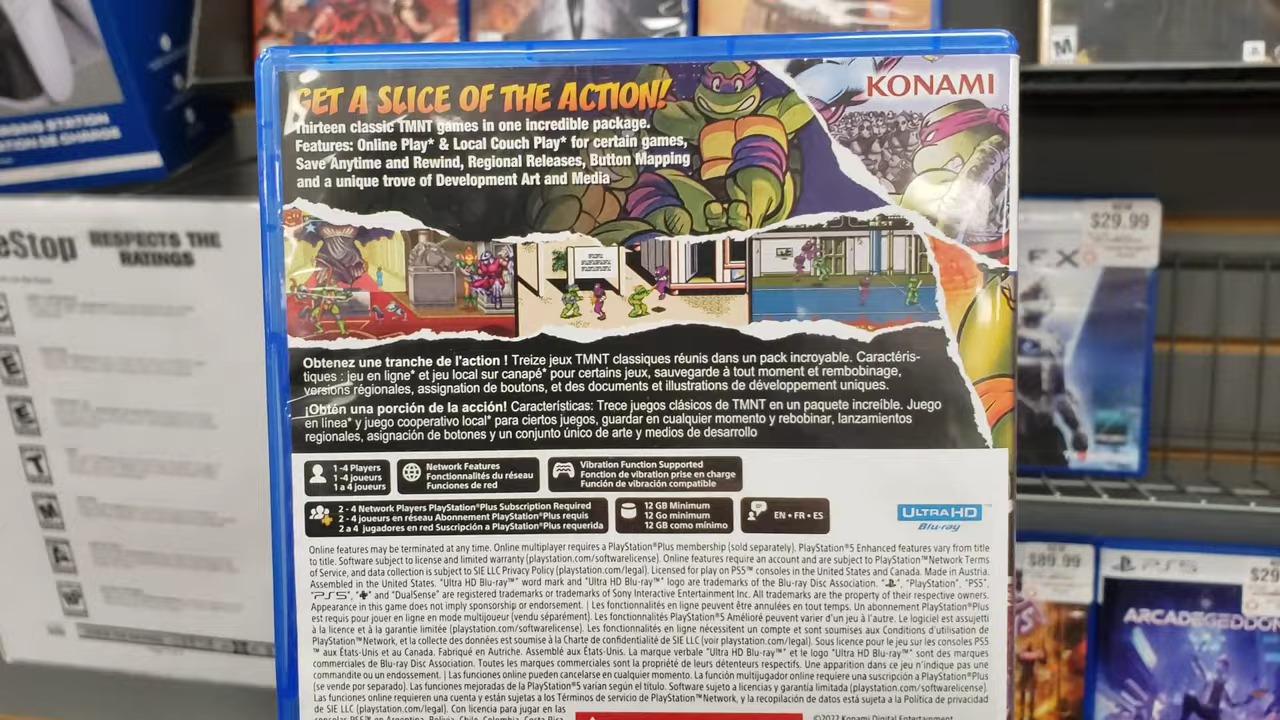 GET A SLICE OF THE ACTION!
KONAMI
Thirteen classic TMNT games in one incredible package.
Features: Online Play* & Local Couch Play* for certain games,
Save Anytime and Rewind, Regional Releases, Button Mapping
and a unique trove of Development Art and Media
Obtenez une tranche de l'action ! Treize jeux TMNT classiques réunis dans un pack incroyable. Caractéris-
tiques : jeu en ligne* et jeu local sur canapé* pour certains jeux, sauvegarde à tout moment et rembobinage,
versions régionales, assignation de boutons, et des documents et illustrations de développement uniques.
¡Obtén una porción de la acción! Características: Trece juegos clásicos de TMNT en un paquete increíble. Juego
en línea* y juego cooperativo local* para ciertos juegos, guardar en cualquier momento y rebobinar, lanzamientos
regionales, asignación de botones y un conjunto único de arte y medios de desarrollo
1-4 Players
1-4 joueurs
1 a 4 jugadores
Network Features
Fonctionnalités du réseau
Funciones de red
Vibration Function Supported
Fonction de vibration prise en charge
Función de vibración compatible
2 - 4 Network Players PlayStation®Plus Subscription Required
2 - 4 joueurs en réseau Abonnement PlayStation®Plus requis
2 a 4 jugadores en red Suscripción a PlayStation®Plus requerida
12 GB Minimum
12 Go minimum
12 GB como mínimo
EN • FR • ES
ULTRA HD
Blu-ray™
Online features may be terminated at any time. Online multiplayer requires a PlayStation®Plus membership (sold separately). PlayStation®5 Enhanced features vary from title
to title. Software subject to license and limited warranty (playstation.com/softwarelicense). Online features require an account and are subject to PlayStation™Network Terms
of Service, and data collection is subject to SIE LLC Privacy Policy (playstation.com/legal). Licensed for play on PS5™ consoles in the United States and Canada. Made in Austria.
Assembled in the United States. "Ultra HD Blu-ray™" word mark and "Ultra HD Blu-ray™" logo are trademarks of the Blu-ray Disc Association. "PlayStation", "PS5",
"PS5", and "DualSense" are registered trademarks or trademarks of Sony Interactive Entertainment Inc. All trademarks are the property of their respective owners.
Appearance in this game does not imply sponsorship or endorsement. | Les fonctionnalités en ligne peuvent être annulées en tout temps. Un abonnement PlayStation®Plus
est requis pour jouer en ligne en mode multijoueur (vendu séparément). Les fonctionnalités PlayStation®5 Amélioré peuvent varier d'un jeu à l'autre. Le logiciel est assujetti
à la licence et à la garantie limitée (playstation.com/softwarelicense). Les fonctionnalités en ligne nécessitent un compte et sont soumises aux Conditions d'utilisation de
PlayStation™Network, et la collecte des données est soumise à la Charte de confidentialité de SIE LLC (voir playstation.com/legal). Sous licence pour le jeu sur les consoles PS5
™ aux États-Unis et au Canada. Fabriqué en Autriche. Assemblé aux États-Unis. La marque verbale "Ultra HD Blu-ray™" et le logo "Ultra HD Blu-ray™" sont des marques
commerciales de Blu-ray Disc Association. Toutes les marques commerciales sont la propriété de leurs détenteurs respectifs. Une apparition dans ce jeu n'indique pas une
commandite ou un endossement. | Las funciones online pueden cancelarse en cualquier momento. La función multijugador online requiere una suscripción a PlayStation®Plus
(se vende por separado). Las funciones mejoradas de la PlayStation®5 varían según el título. Software sujeto a licencias y garantía limitada (playstation.com/softwarelicense).
Las funciones online requieren una cuenta y están sujetas a los Términos de servicio de PlayStation™Network, y la recopilación de datos está sujeta a la Política de privacidad
de SIE LLC (playstation.com/legal). Con licencia para jugar en las
consolas PS5™ en Argentina, Bolivia, Chile, Colombia, Costa Rica,
©2022 Konami Digital Entertainment
eStop
RESPECTS THE
RATINGS
E
E
T
M
M
$29.99
$89.99
PS5
$29
ARCADEGEDDON